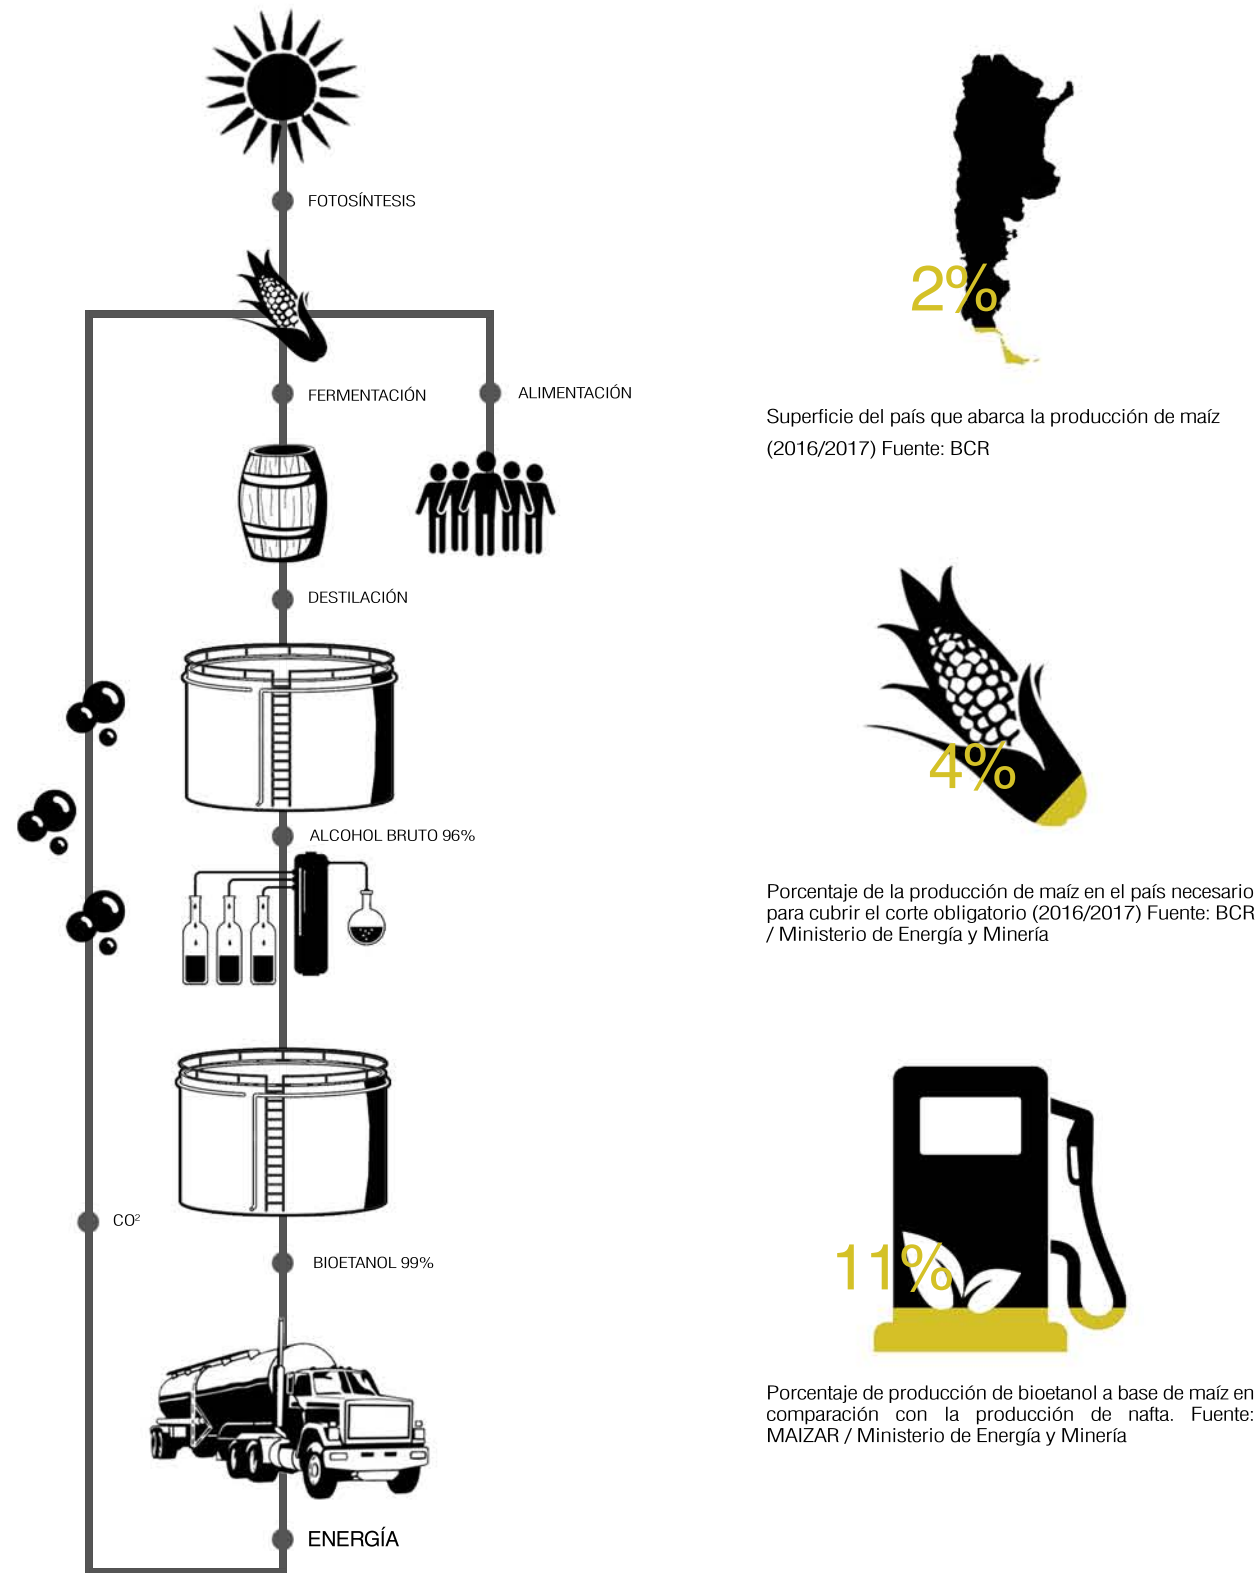 FOTOSÍNTESIS
FERMENTACIÓN
ALIMENTACIÓN
DESTILACIÓN
ALCOHOL BRUTO 96%
CO²
BIOETANOL 99%
ENERGÍA
2%
Superficie del país que abarca la producción de maíz
(2016/2017) Fuente: BCR
4%
Porcentaje de la producción de maíz en el país necesario
para cubrir el corte obligatorio (2016/2017) Fuente: BCR
/ Ministerio de Energía y Minería
11%
Porcentaje de producción de bioetanol a base de maíz en
comparación con la producción de nafta. Fuente:
MAIZAR / Ministerio de Energía y Minería